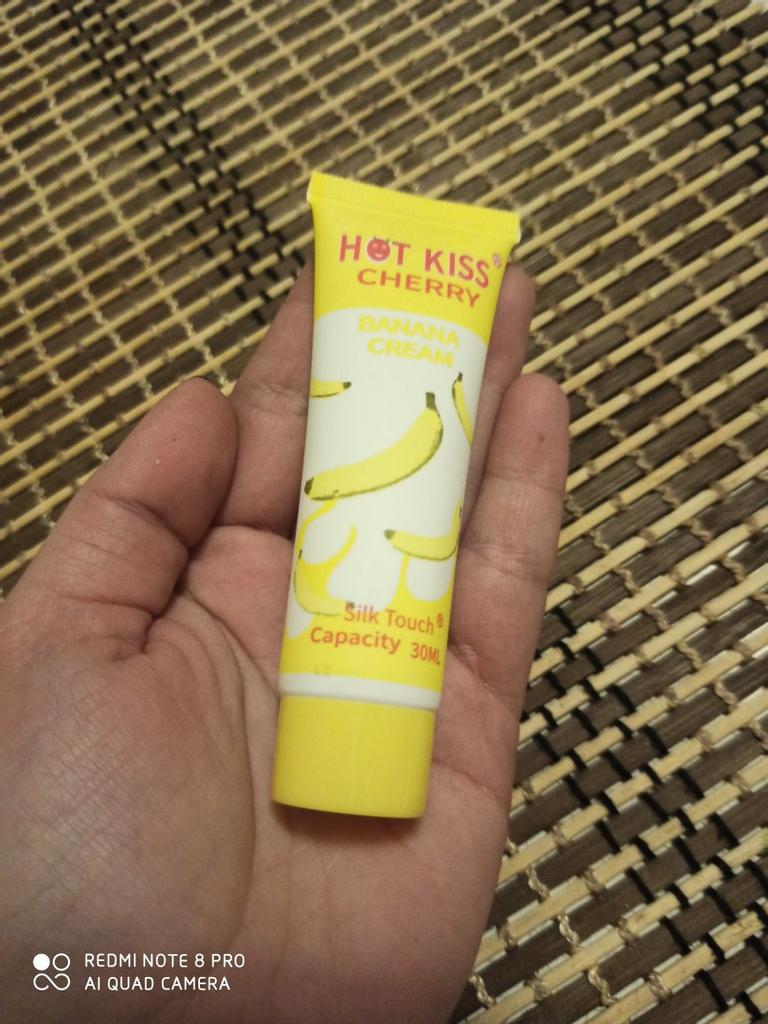 HOT KISS®
CHERRY
BANANA
CREAM
Silk Touch®
Capacity 30ML
REDMI NOTE 8 PRO
AI QUAD CAMERA